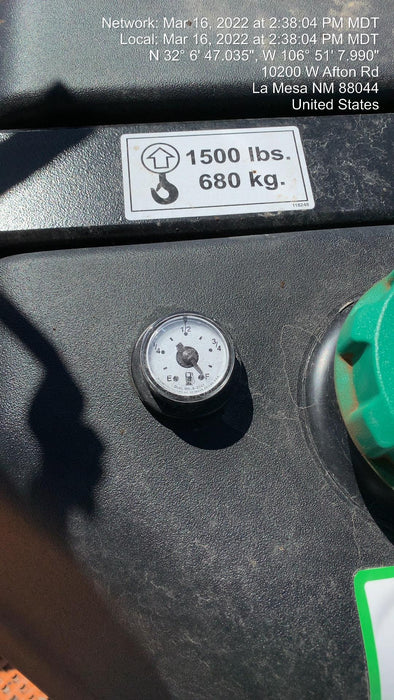 Network: Mar 16, 2022 at 2:38:04 PM MDT
Local: Mar 16, 2022 at 2:38:04 PM MDT
N 32° 6' 47.035", W 106° 51' 7.990"
10200 W Afton Rd
La Mesa NM 88044
United States
1500 lbs.
680 kg.
118248
1/2
1/4 3/4
E F